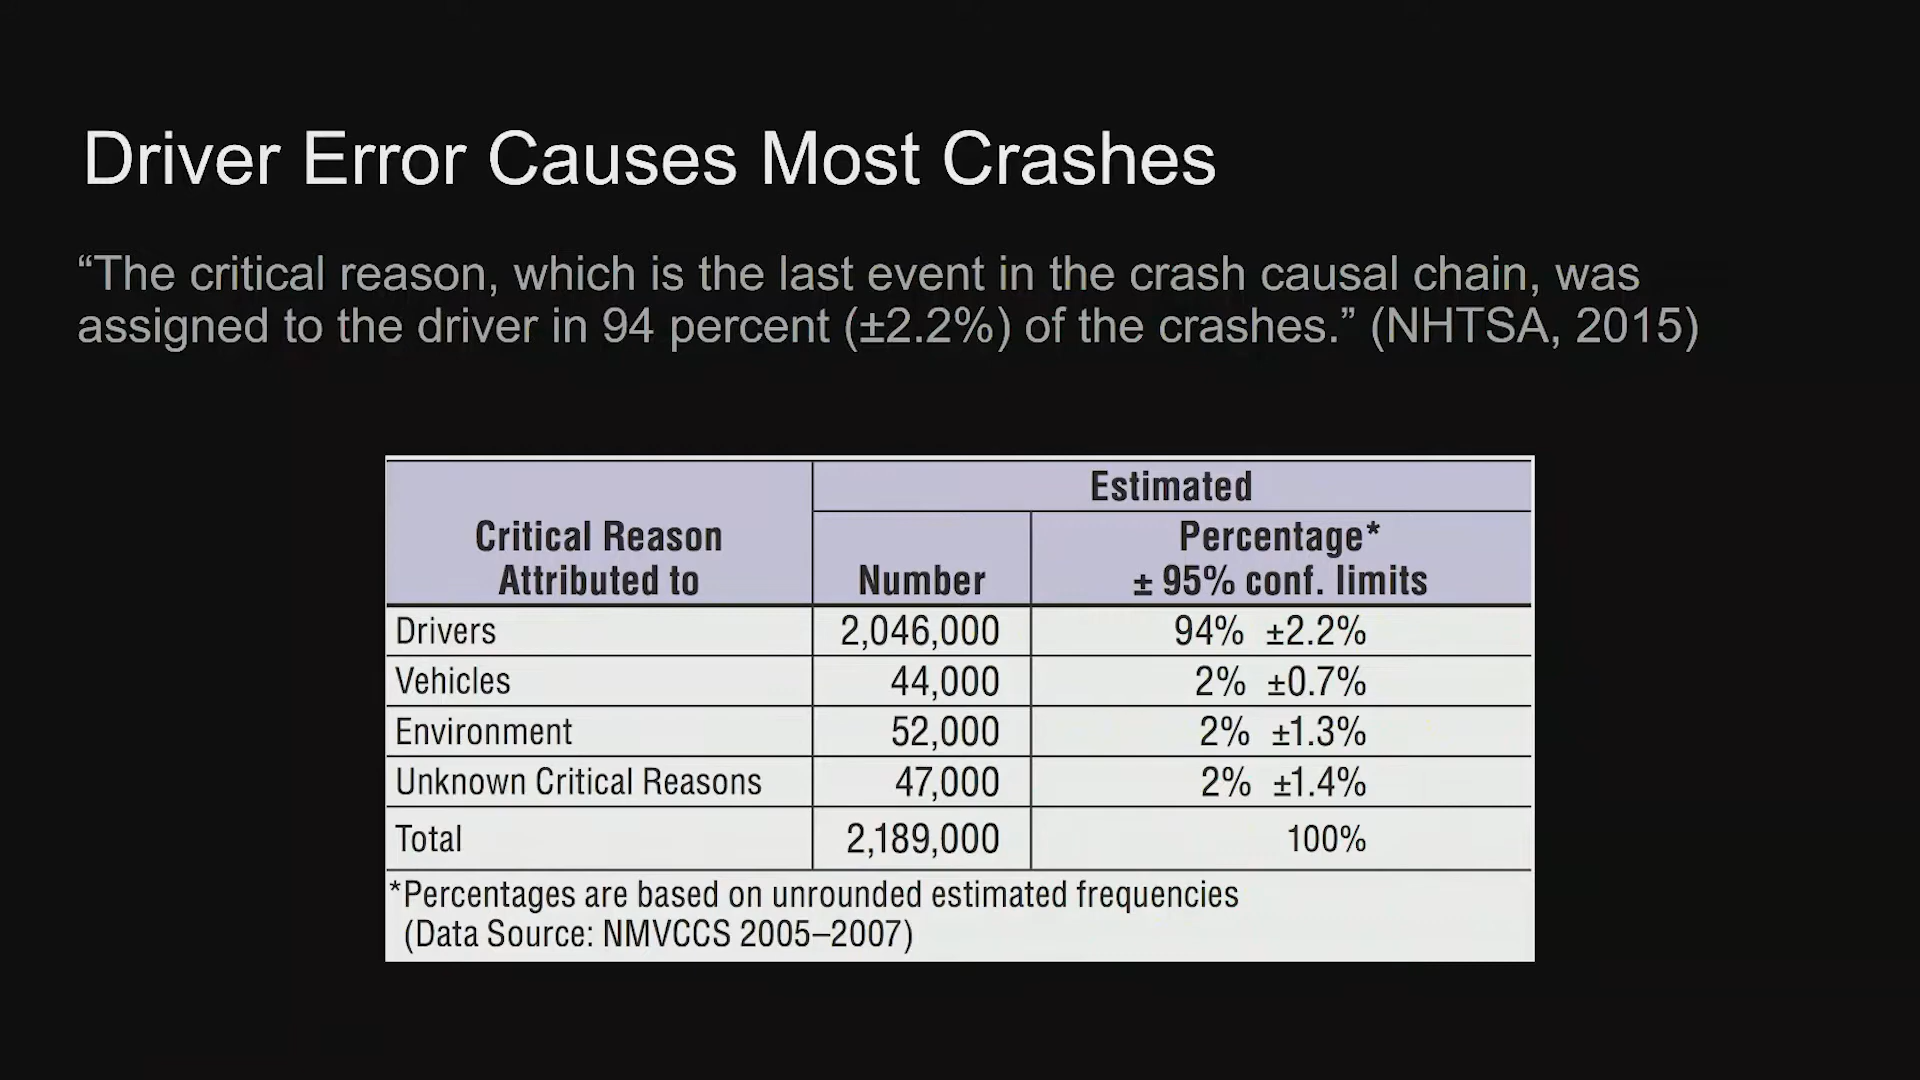 Driver Error Causes Most Crashes
“The critical reason, which is the last event in the crash causal chain, was
assigned to the driver in 94 percent (±2.2%) of the crashes.” (NHTSA, 2015)
Estimated
Critical Reason
Attributed to
Number
Percentage*
± 95% conf. limits
Drivers 2,046,000 94% ±2.2%
Vehicles 44,000 2% ±0.7%
Environment 52,000 2% ±1.3%
Unknown Critical Reasons 47,000 2% ±1.4%
Total 2,189,000 100%
*Percentages are based on unrounded estimated frequencies
(Data Source: NMVCCS 2005–2007)